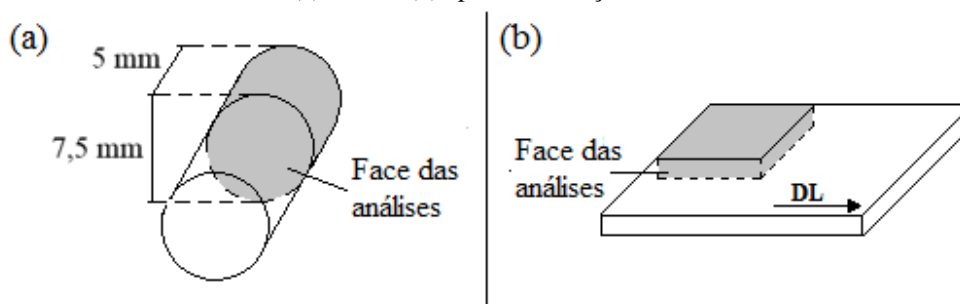 (a)
5 mm
7,5 mm
Face das
análises
(b)
Face das
análises
DL